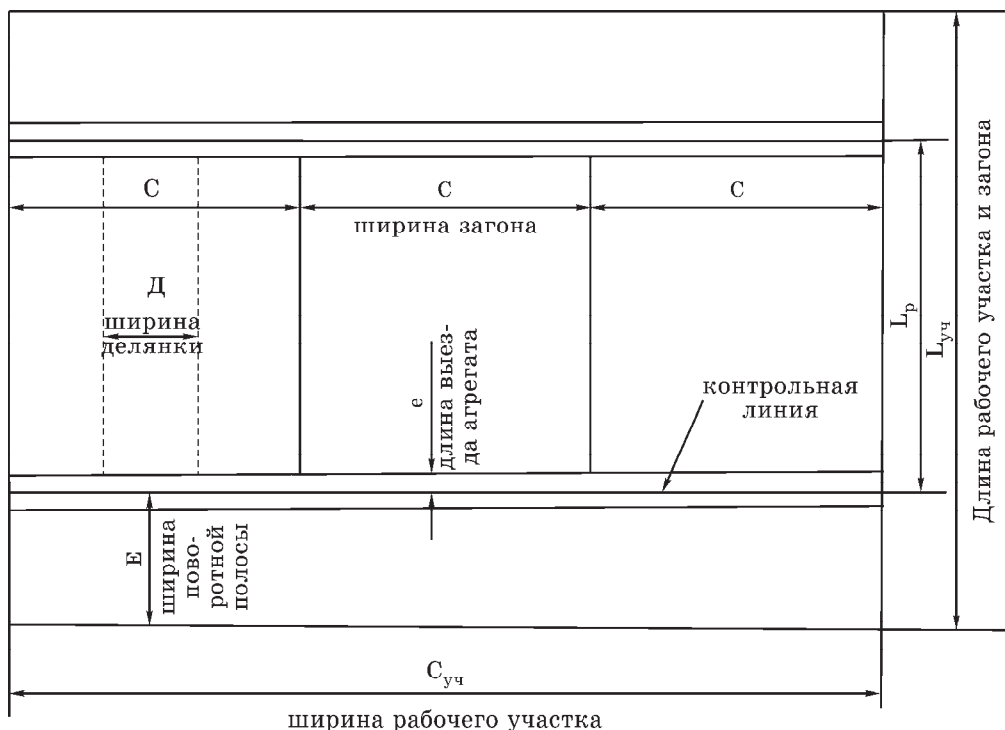 С
С
С
ширина загона
Д
ширина
делянки
е
длина выез-
да агрегата
контрольная
линия
Lр
Lуч
Длина рабочего участка и загона
Е
ширина
пово-
ротной
полосы
Cуч
ширина рабочего участка